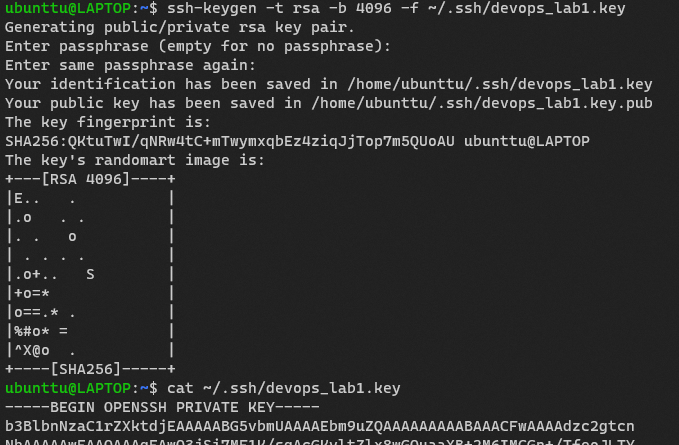 ubunttu@LAPTOP:~$ ssh-keygen -t rsa -b 4096 -f ~/.ssh/devops_lab1.key
Generating public/private rsa key pair.
Enter passphrase (empty for no passphrase):
Enter same passphrase again:
Your identification has been saved in /home/ubunttu/.ssh/devops_lab1.key
Your public key has been saved in /home/ubunttu/.ssh/devops_lab1.key.pub
The key fingerprint is:
SHA256:QKtuTwI/qNRw4tC+mTwymxqbEz4ziqJjTop7m5QUoAU ubunttu@LAPTOP
The key's randomart image is:
+---[RSA 4096]----+
|E..   .          |
|.o   . .         |
|. .   o          |
| . . . .         |
|.o+..   S        |
|+o=*             |
|o==.* .          |
|%#o* =           |
|^X@o  .          |
+----[SHA256]-----+
ubunttu@LAPTOP:~$ cat ~/.ssh/devops_lab1.key
-----BEGIN OPENSSH PRIVATE KEY-----
b3BlbnNzaC1rZXktdjEAAAAABG5vbmUAAAAEbm9uZQAAAAAAAAABAAACFwAAAAdzc2gtcn